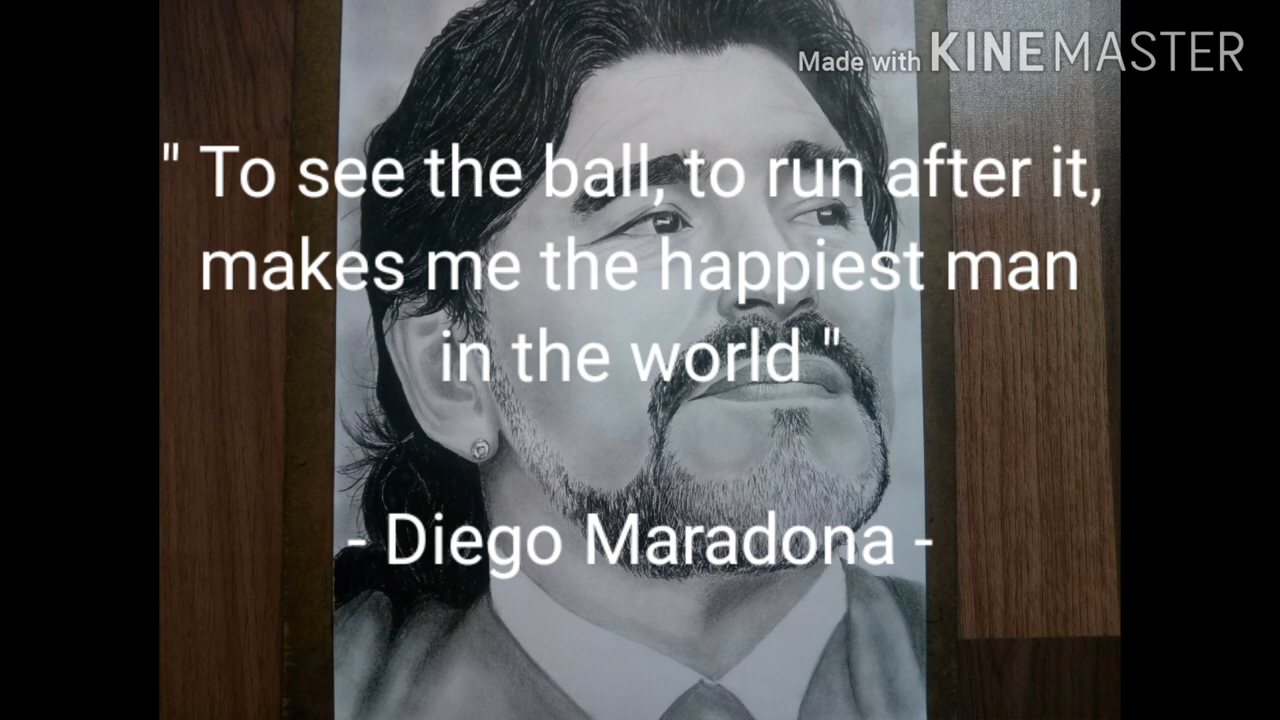 Made with KINEMASTER
" To see the ball, to run after it,
makes me the happiest man
in the world "
- Diego Maradona -